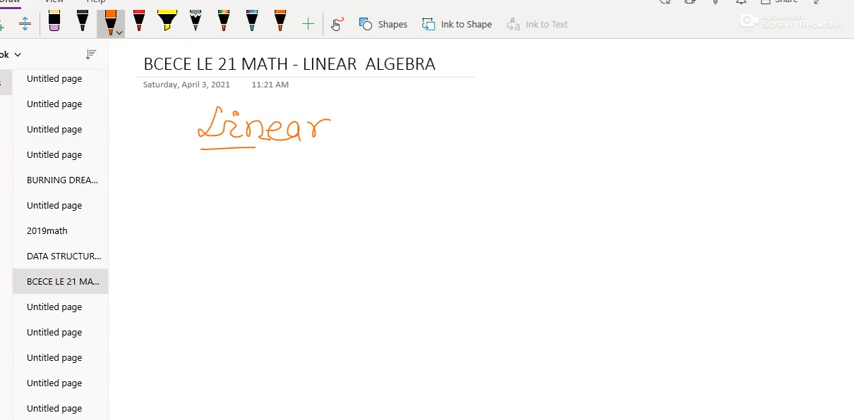 Draw View Help
Share
Shapes Ink to Shape Ink to Text
Screen Recorder
ok
BCECE LE 21 MATH - LINEAR ALGEBRA
Saturday, April 3, 2021 11:21 AM
Linear
Untitled page
Untitled page
Untitled page
Untitled page
BURNING DREA...
Untitled page
2019math
DATA STRUCTUR...
BCECE LE 21 MA...
Untitled page
Untitled page
Untitled page
Untitled page
Untitled page